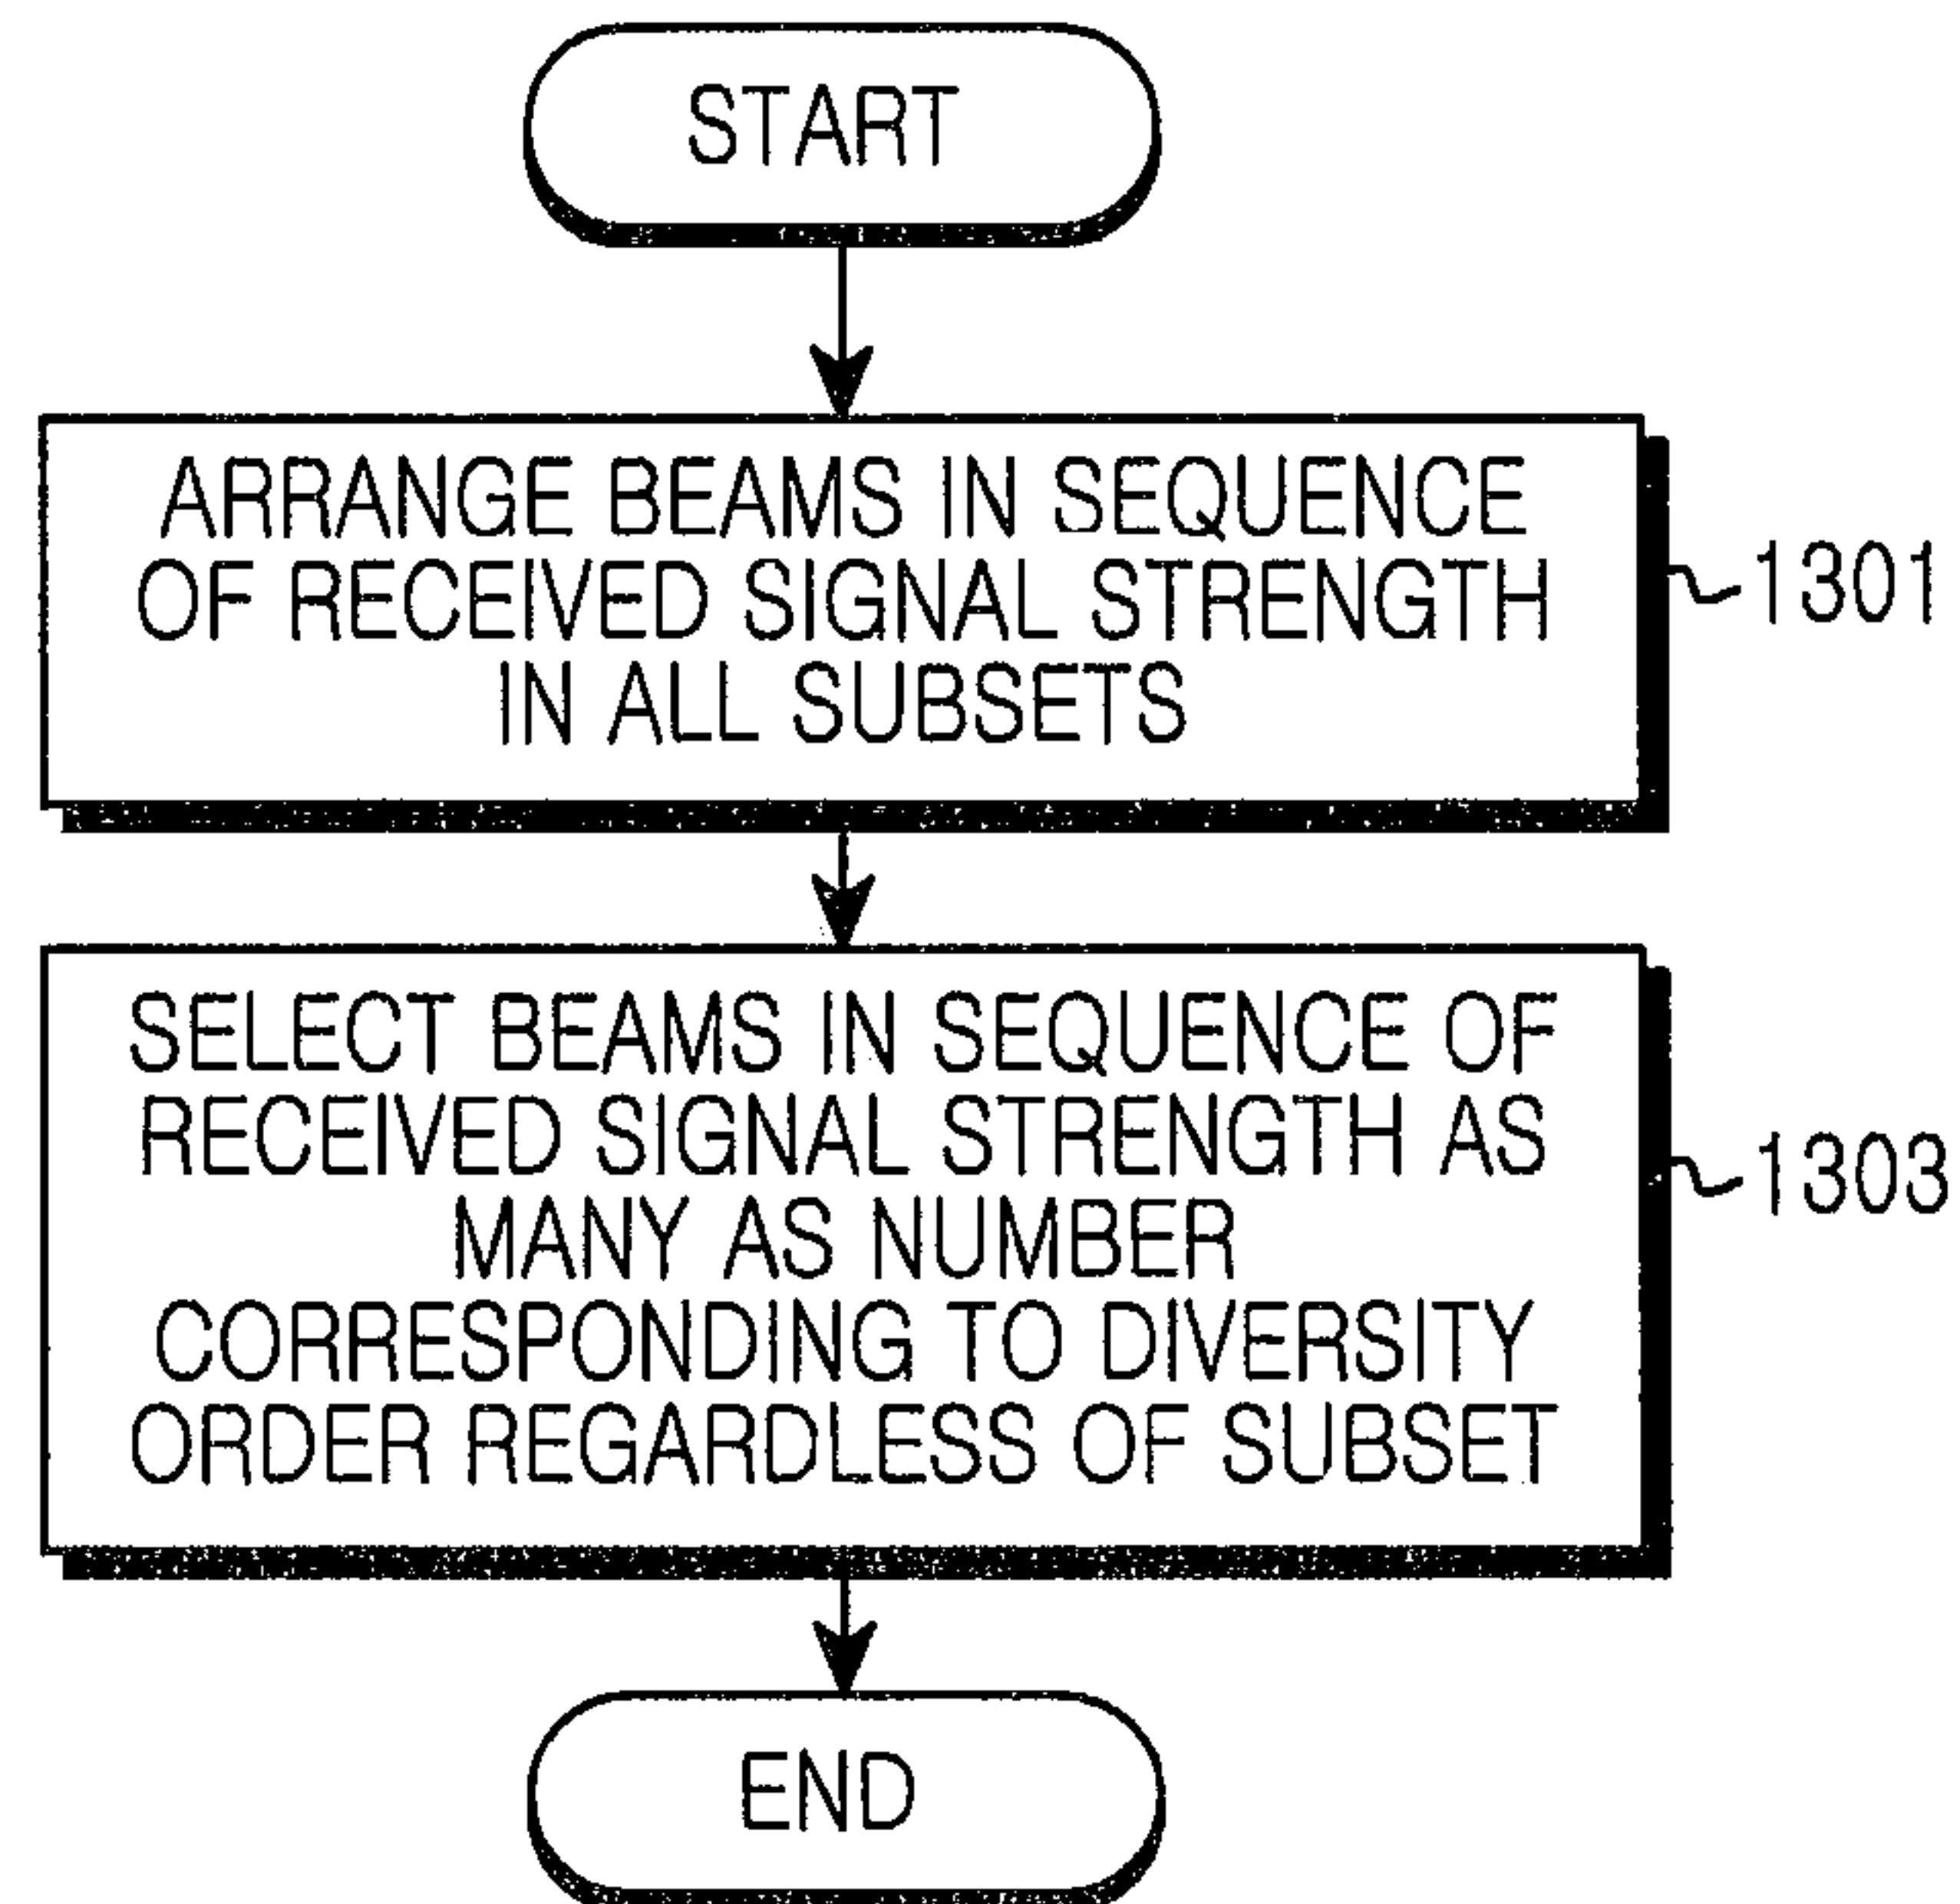 START
ARRANGE BEAMS IN SEQUENCE
OF RECEIVED SIGNAL STRENGTH
IN ALL SUBSETS
1301
SELECT BEAMS IN SEQUENCE OF
RECEIVED SIGNAL STRENGTH AS
MANY AS NUMBER
CORRESPONDING TO DIVERSITY
ORDER REGARDLESS OF SUBSET
1303
END